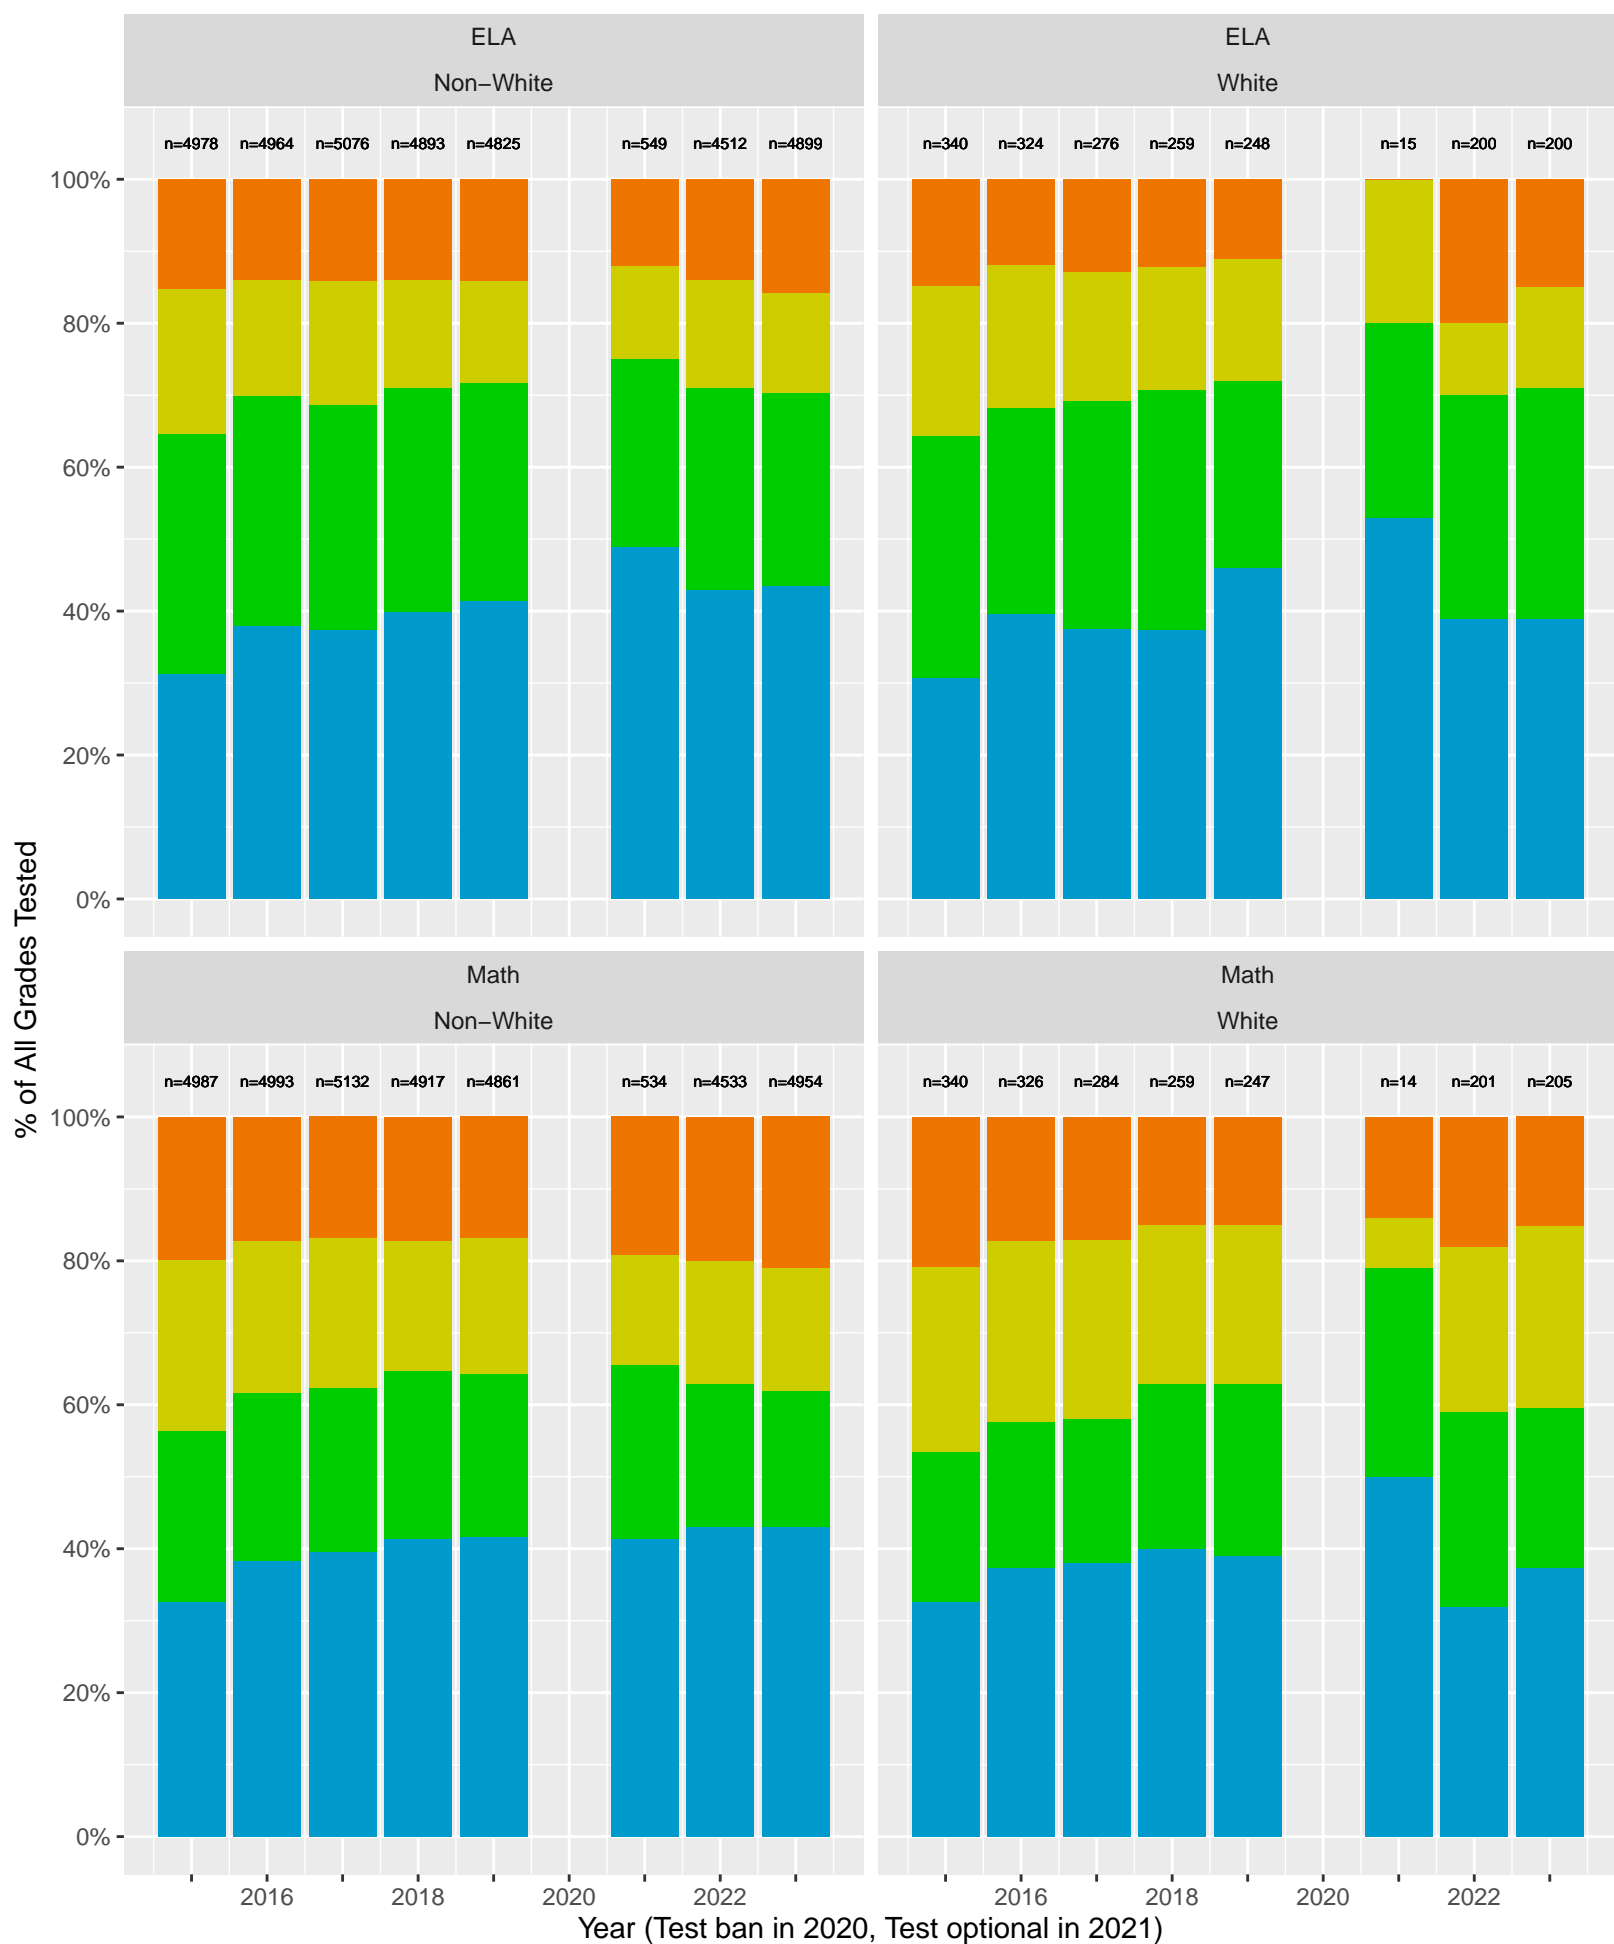 ELA
Non−White
ELA
White
n=4978 n=4964 n=5076 n=4893 n=4825 n=549 n=4512 n=4899
n=340 n=324 n=276 n=259 n=248 n=15 n=200 n=200
100%
80%
60%
40%
20%
0%
% of All Grades Tested
Math
Non−White
Math
White
n=4987 n=4993 n=5132 n=4917 n=4861 n=534 n=4533 n=4954
n=340 n=326 n=284 n=259 n=247 n=14 n=201 n=205
100%
80%
60%
40%
20%
0%
2016 2018 2020 2022
2016 2018 2020 2022
Year (Test ban in 2020, Test optional in 2021)